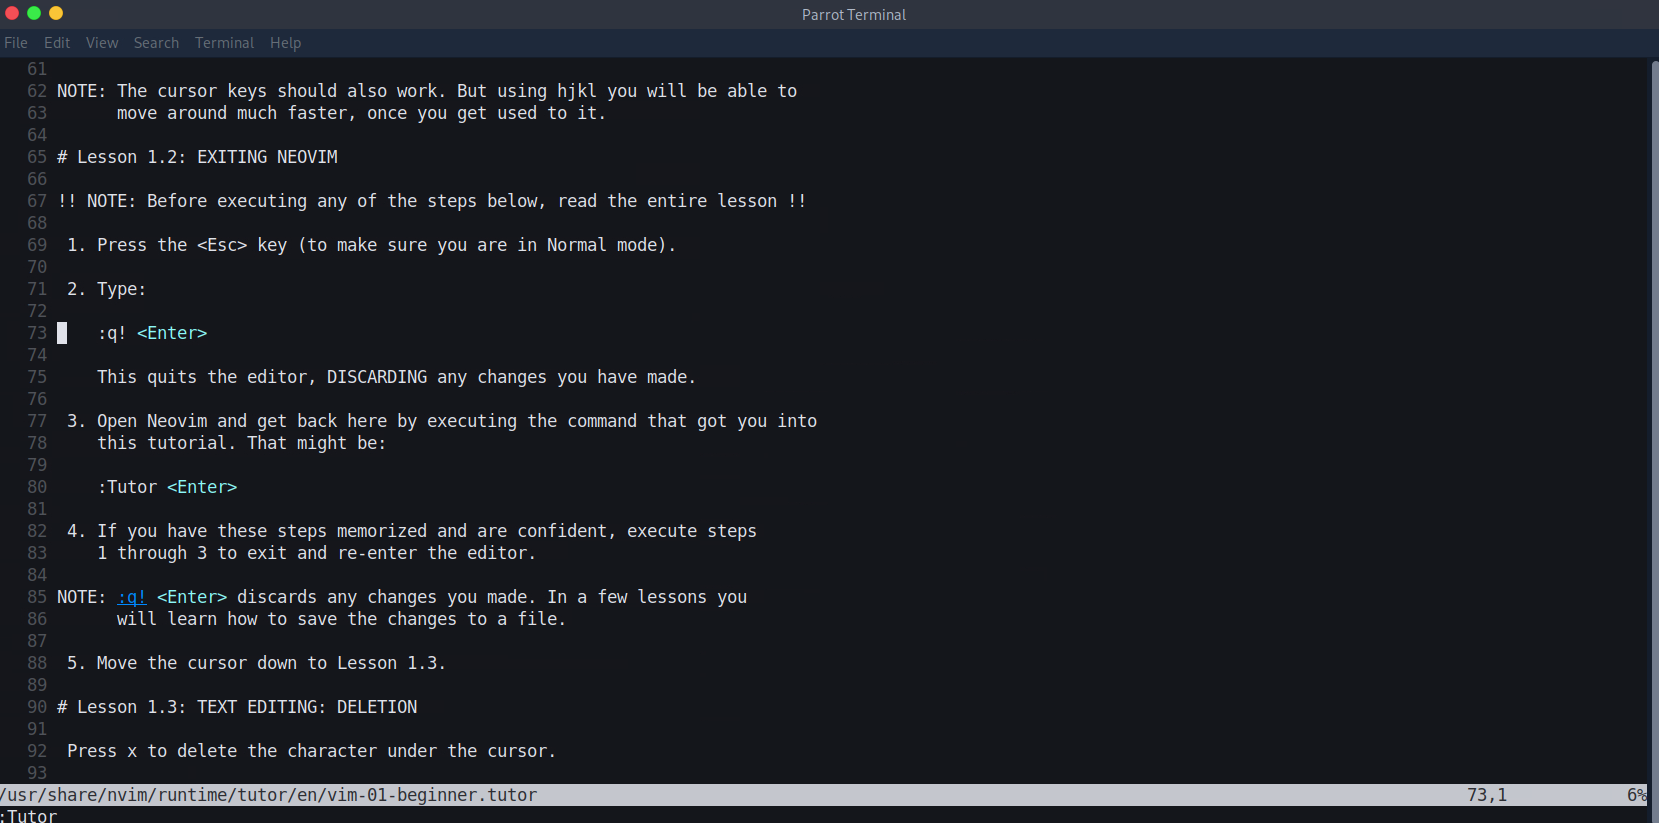 Parrot Terminal
File Edit View Search Terminal Help
61
62 NOTE: The cursor keys should also work. But using hjkl you will be able to
63       move around much faster, once you get used to it.
64
65 # Lesson 1.2: EXITING NEOVIM
66
67 !! NOTE: Before executing any of the steps below, read the entire lesson !!
68
69  1. Press the <Esc> key (to make sure you are in Normal mode).
70
71  2. Type:
72
73     :q! <Enter>
74
75     This quits the editor, DISCARDING any changes you have made.
76
77  3. Open Neovim and get back here by executing the command that got you into
78     this tutorial. That might be:
79
80     :Tutor <Enter>
81
82  4. If you have these steps memorized and are confident, execute steps
83     1 through 3 to exit and re-enter the editor.
84
85 NOTE: :q! <Enter> discards any changes you made. In a few lessons you
86       will learn how to save the changes to a file.
87
88  5. Move the cursor down to Lesson 1.3.
89
90 # Lesson 1.3: TEXT EDITING: DELETION
91
92  Press x to delete the character under the cursor.
93
/usr/share/nvim/runtime/tutor/en/vim-01-beginner.tutor 73,1 6%
:Tutor